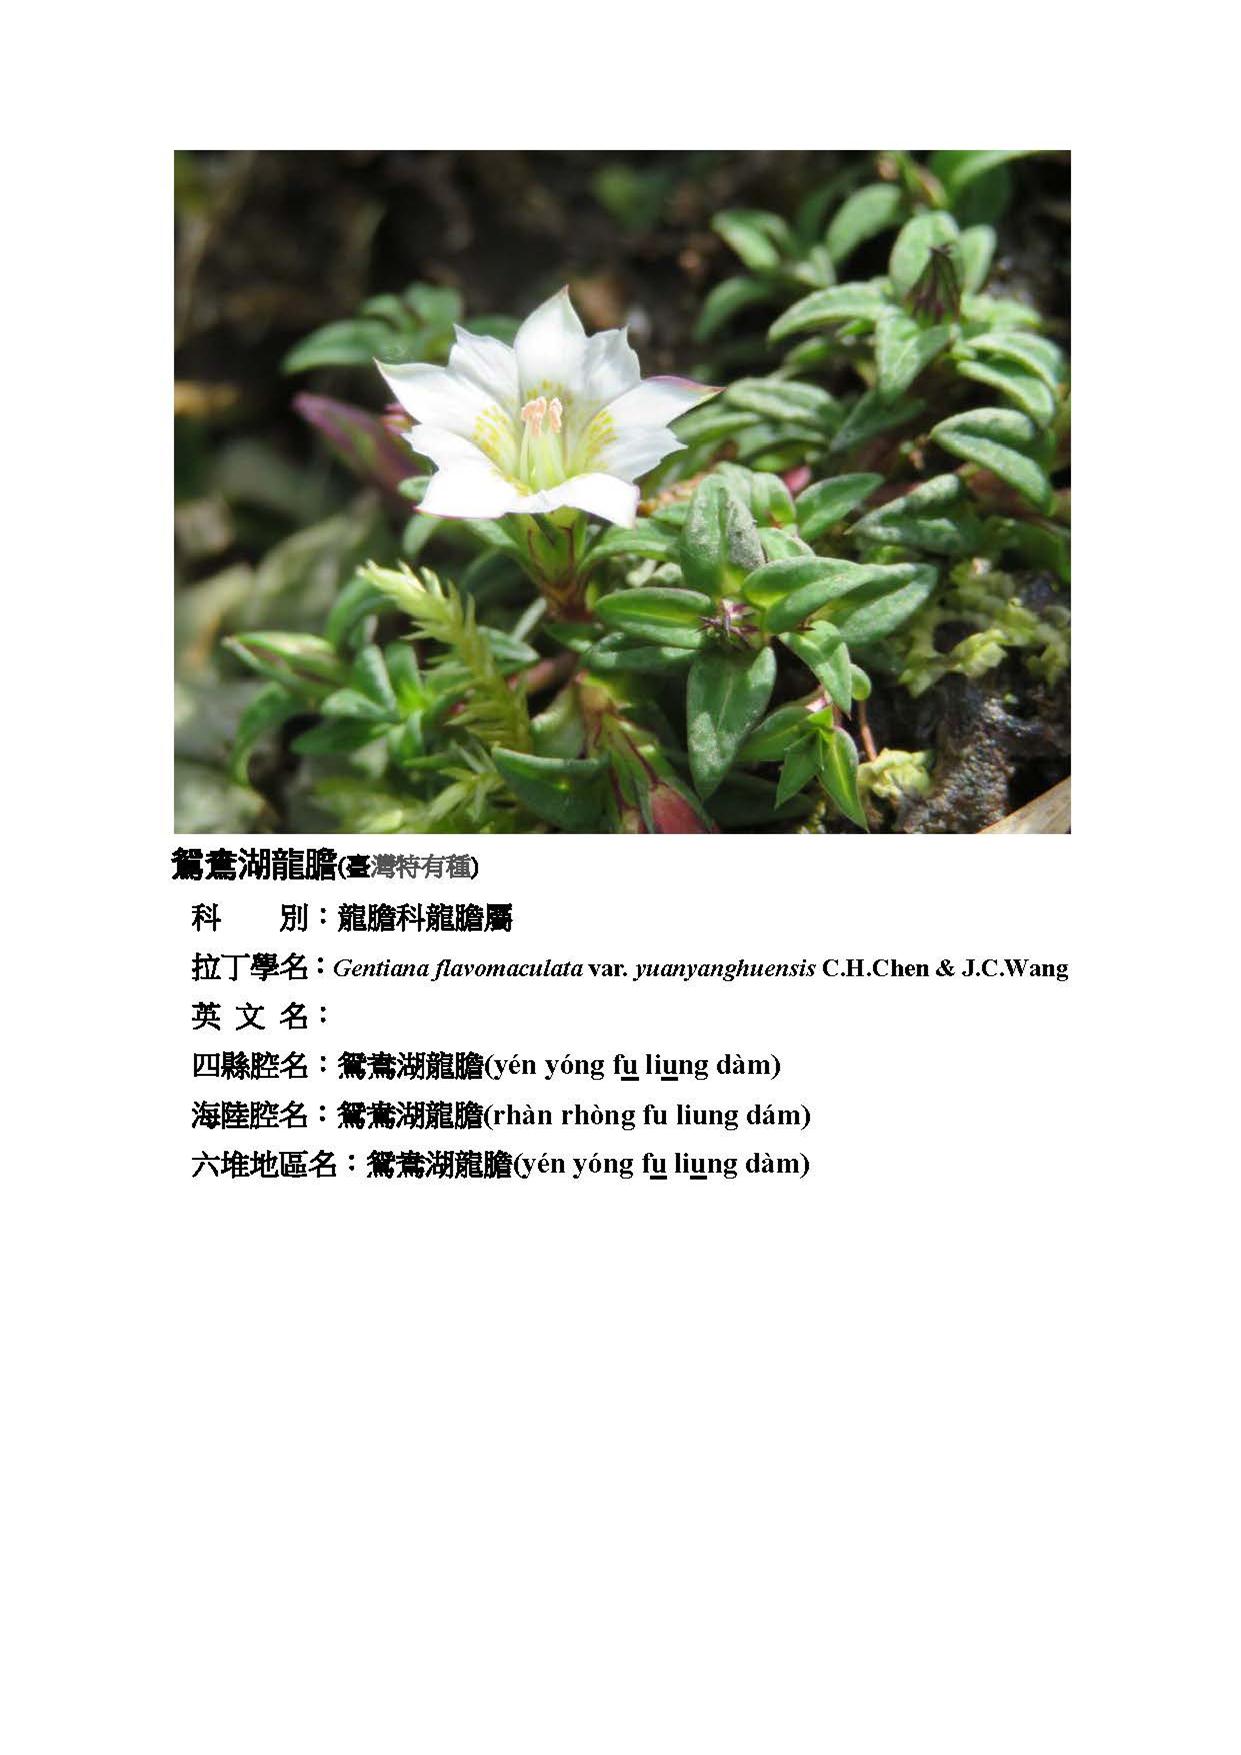 鴛鴦湖龍膽(臺灣特有種)
科　　別：龍膽科龍膽屬
拉丁學名：Gentiana flavomaculata var. yuanyanghuensis C.H.Chen & J.C.Wang
英 文 名：
四縣腔名：鴛鴦湖龍膽(yén yóng fu liung dàm)
海陸腔名：鴛鴦湖龍膽(rhàn rhòng fu liung dám)
六堆地區名：鴛鴦湖龍膽(yén yóng fu liung dàm)